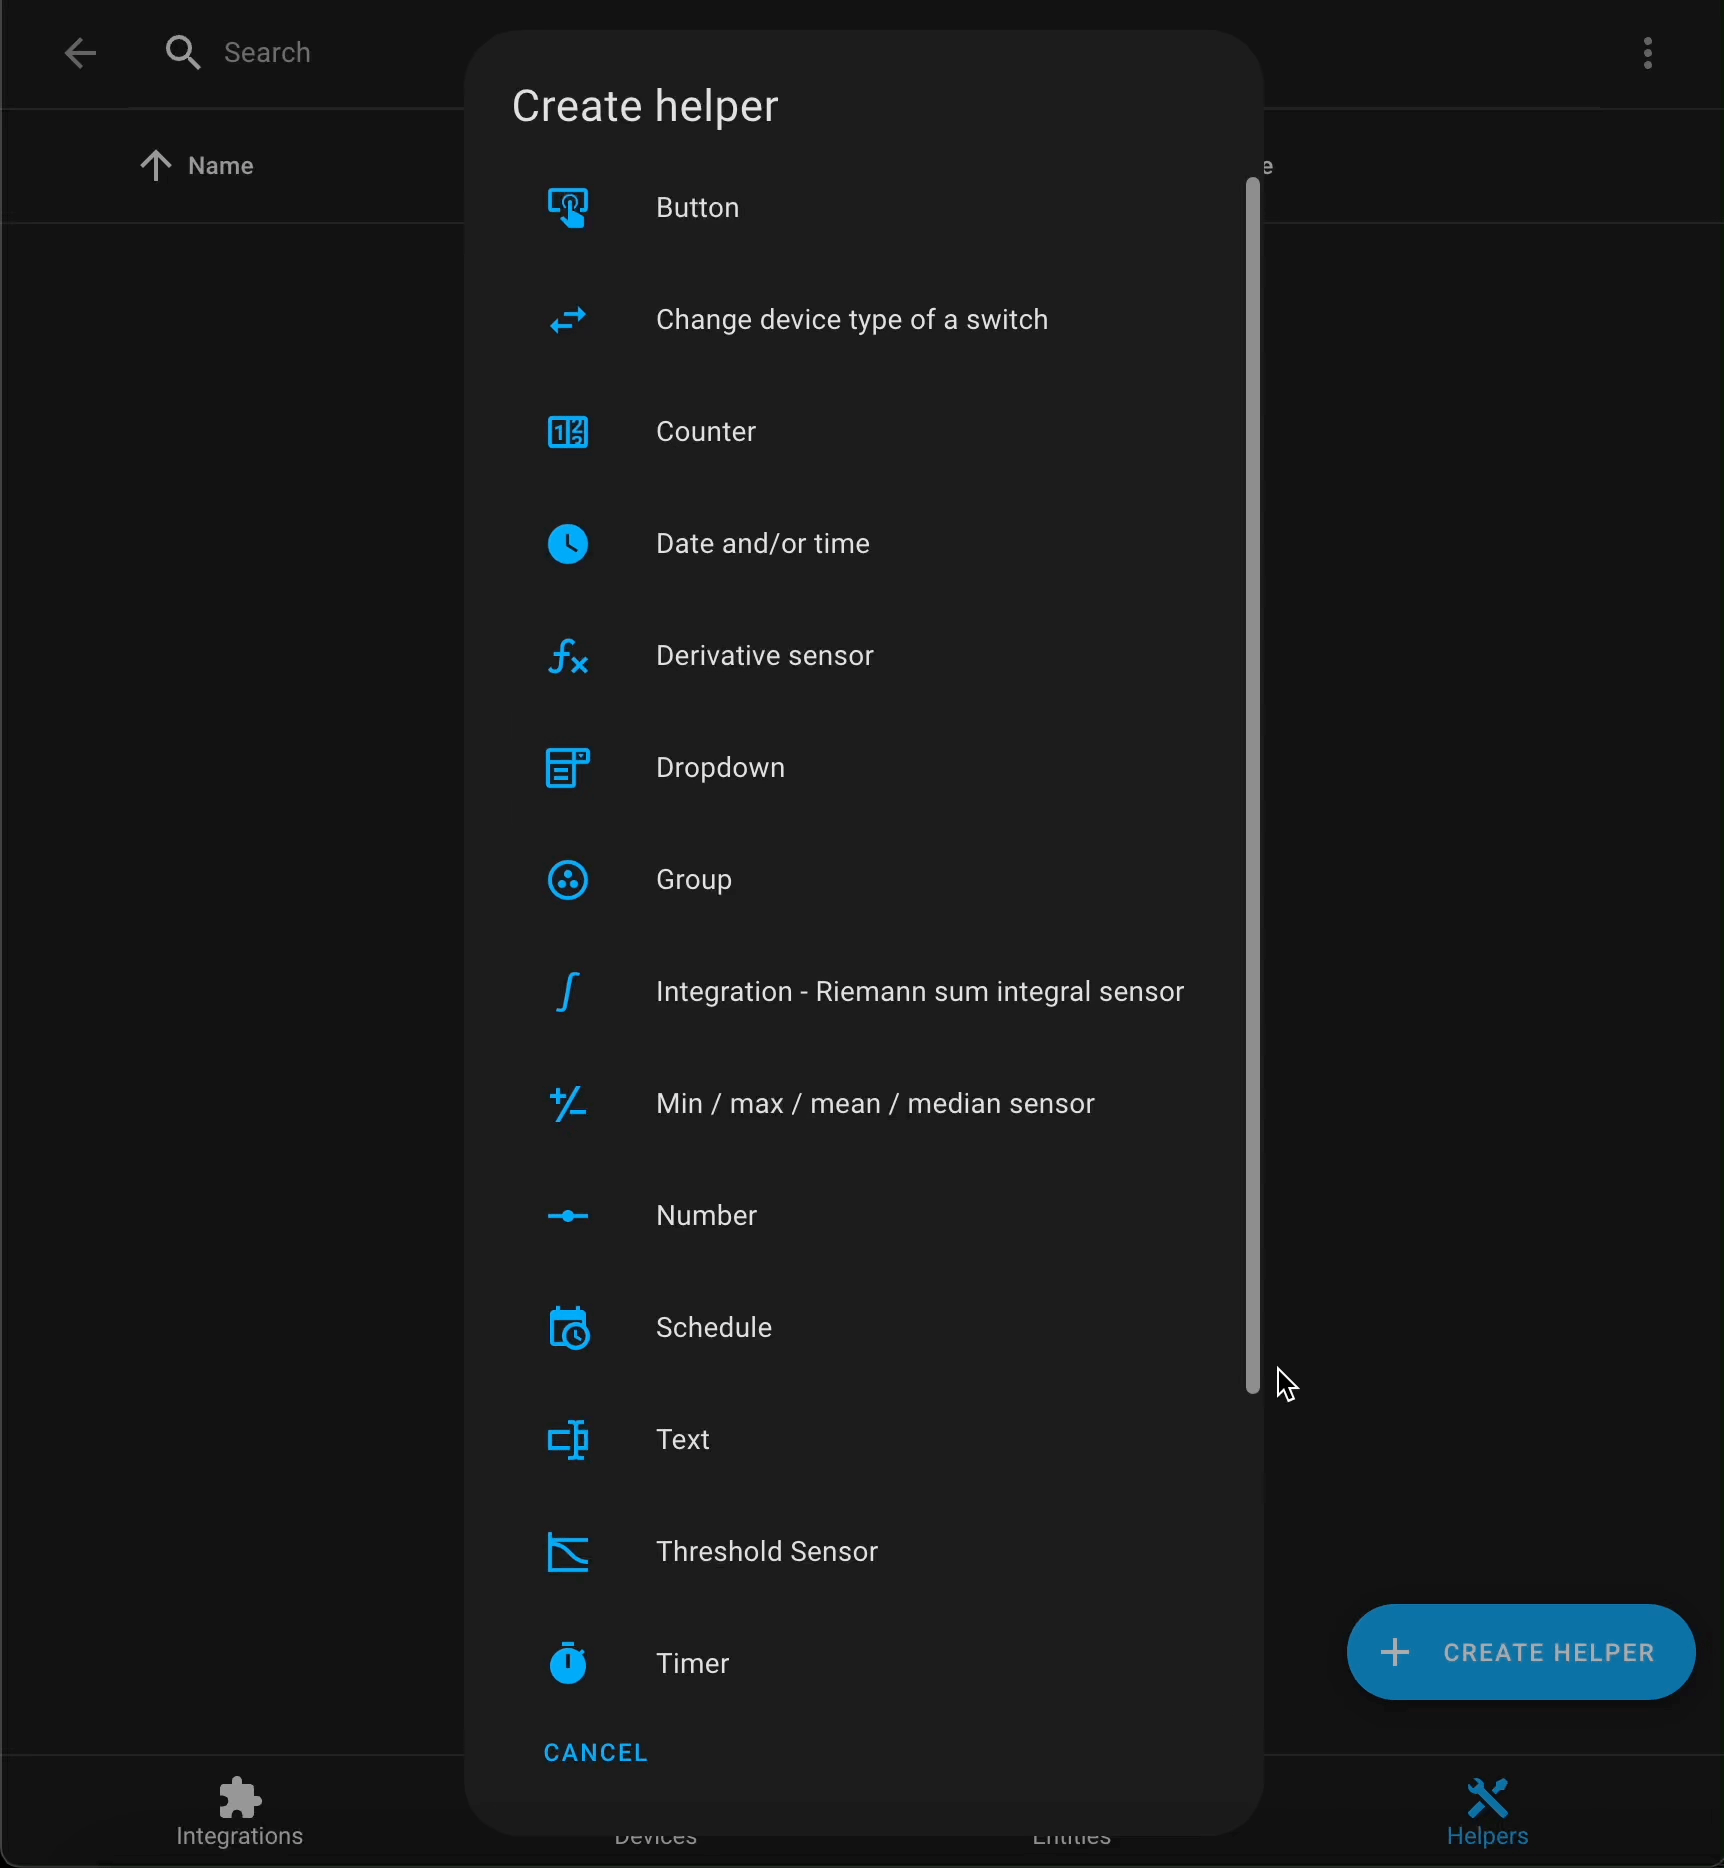 Search
Create helper
Name
Button
Change device type of a switch
Counter
Date and/or time
Derivative sensor
Dropdown
Group
Integration - Riemann sum integral sensor
Min / max / mean / median sensor
Number
Schedule
Text
Threshold Sensor
Timer
CREATE HELPER
CANCEL
Integrations
Devices
Entities
Helpers